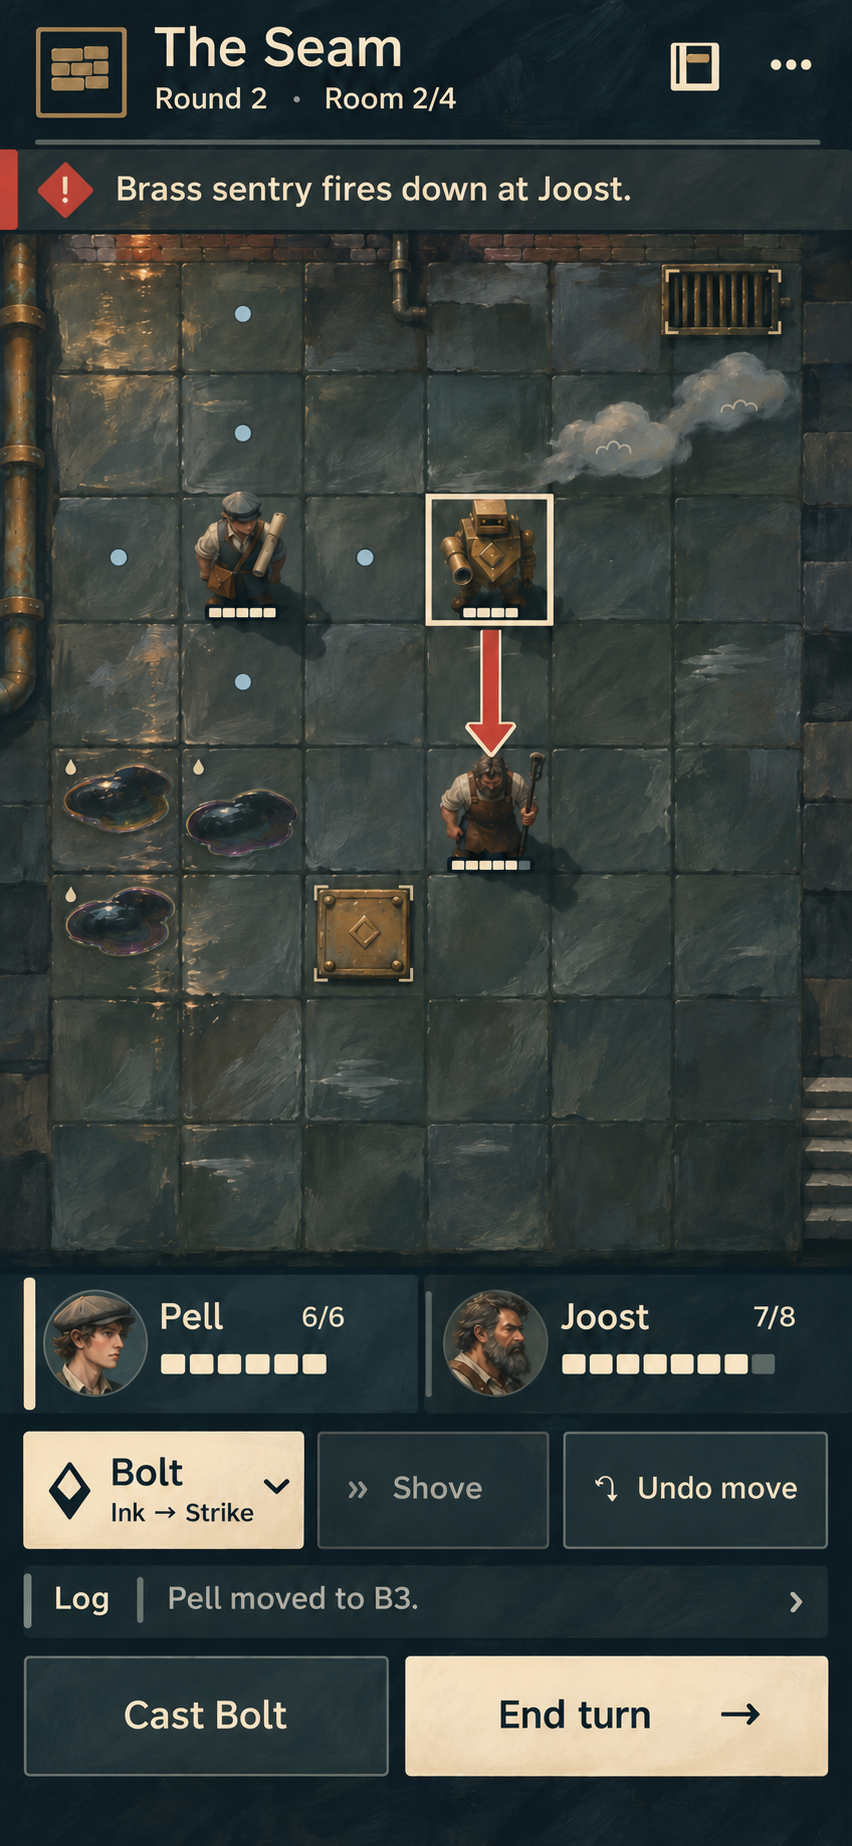 The Seam
Round 2 • Room 2/4
! Brass sentry fires down at Joost.
Pell 6/6
Joost 7/8
Bolt
Ink → Strike
» Shove
Undo move
Log | Pell moved to B3. ›
Cast Bolt
End turn →